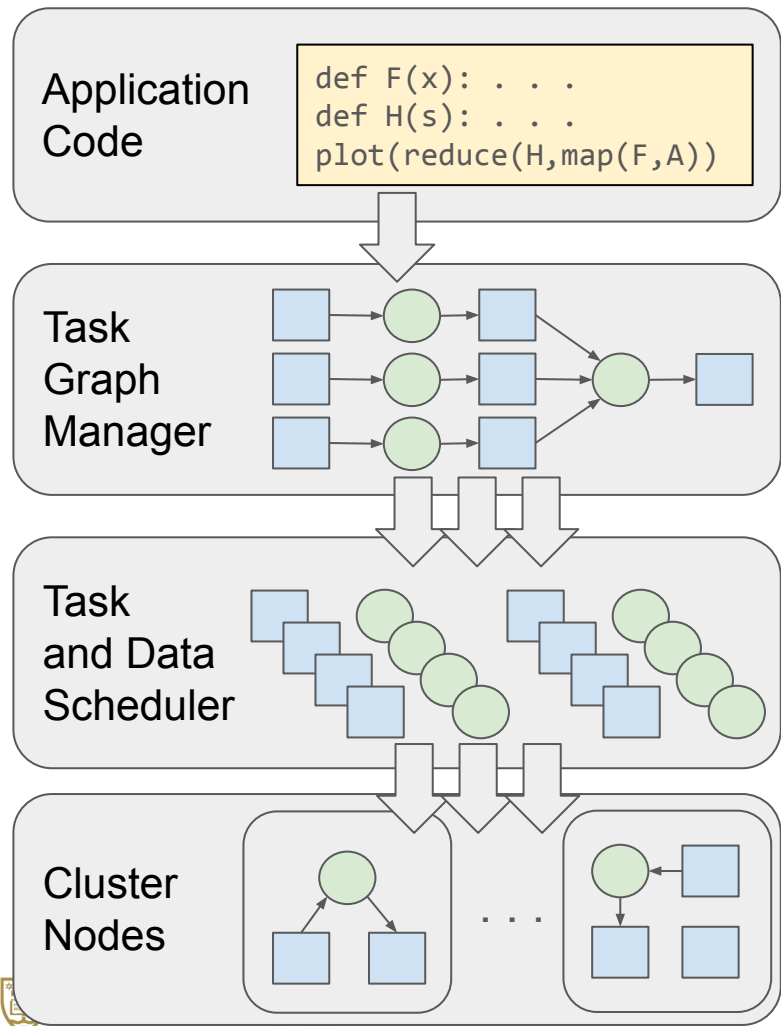 Application
Code
def F(x): . . .
def H(s): . . .
plot(reduce(H,map(F,A))
Task
Graph
Manager
Task
and Data
Scheduler
Cluster
Nodes
. . .